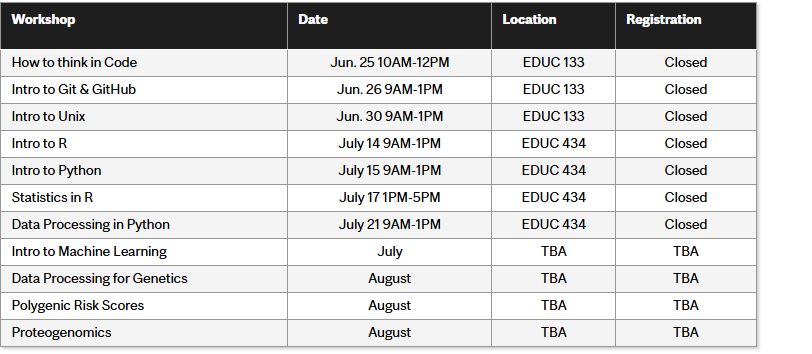 Workshop Date Location Registration
How to think in Code Jun. 25 10AM-12PM EDUC 133 Closed
Intro to Git & GitHub Jun. 26 9AM-1PM EDUC 133 Closed
Intro to Unix Jun. 30 9AM-1PM EDUC 133 Closed
Intro to R July 14 9AM-1PM EDUC 434 Closed
Intro to Python July 15 9AM-1PM EDUC 434 Closed
Statistics in R July 17 1PM-5PM EDUC 434 Closed
Data Processing in Python July 21 9AM-1PM EDUC 434 Closed
Intro to Machine Learning July TBA TBA
Data Processing for Genetics August TBA TBA
Polygenic Risk Scores August TBA TBA
Proteogenomics August TBA TBA